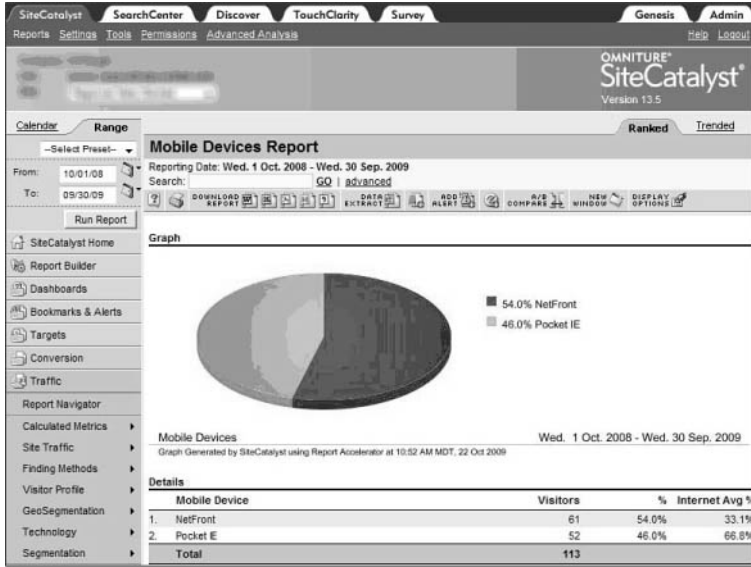 SiteCatalyst SearchCenter Discover TouchClarity Survey Genesis Admin
Reports Settings Tools Permissions Advanced Analysis Help Logout
OMNITURE®
SiteCatalyst®
Version 13.5
Calendar Range Ranked Trended
--Select Preset--
Mobile Devices Report
From: 10/01/08
To: 09/30/09
Run Report
Reporting Date: Wed. 1 Oct. 2008 - Wed. 30 Sep. 2009
Search: GO | advanced
DOWNLOAD REPORT DATA EXTRACT ADD ALERT A/B COMPARE NEW WINDOW DISPLAY OPTIONS
SiteCatalyst Home
Report Builder
Dashboards
Bookmarks & Alerts
Targets
Conversion
Traffic
Report Navigator
Calculated Metrics
Site Traffic
Finding Methods
Visitor Profile
GeoSegmentation
Technology
Segmentation
Graph
54.0% NetFront
46.0% Pocket IE
Mobile Devices Wed. 1 Oct. 2008 - Wed. 30 Sep. 2009
Graph Generated by SiteCatalyst using Report Accelerator at 10:52 AM MDT, 22 Oct 2009
Details
Mobile Device Visitors % Internet Avg %
1. NetFront 61 54.0% 33.1%
2. Pocket IE 52 46.0% 66.8%
Total 113